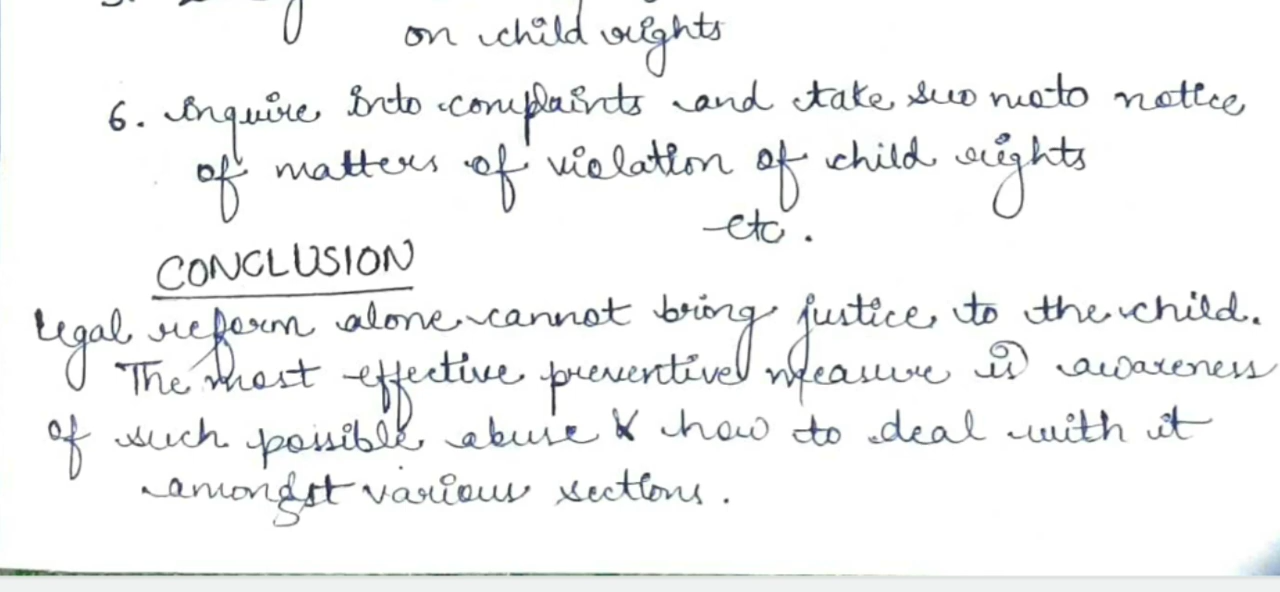 on child rights
6. Inquire into complaints and take suo moto notice
of matters of violation of child rights
etc.
CONCLUSION
Legal reform alone cannot bring justice to the child.
The most effective preventive measure is awareness
of such possible abuse & how to deal with it
amongst various sections.